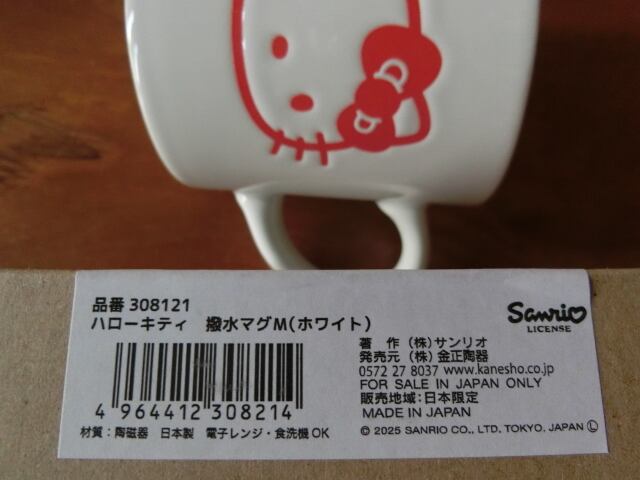 品番 308121
ハローキティ 撥水マグM(ホワイト)
4 964412 308214
材質:陶磁器 日本製 電子レンジ・食洗機OK
Sanrio
LICENSE
著 作 (株)サンリオ
発売元 (株)金正陶器
0572 27 8037 www.kanesho.co.jp
FOR SALE IN JAPAN ONLY
販売地域:日本限定
MADE IN JAPAN
© 2025 SANRIO CO., LTD. TOKYO, JAPAN Ⓛ